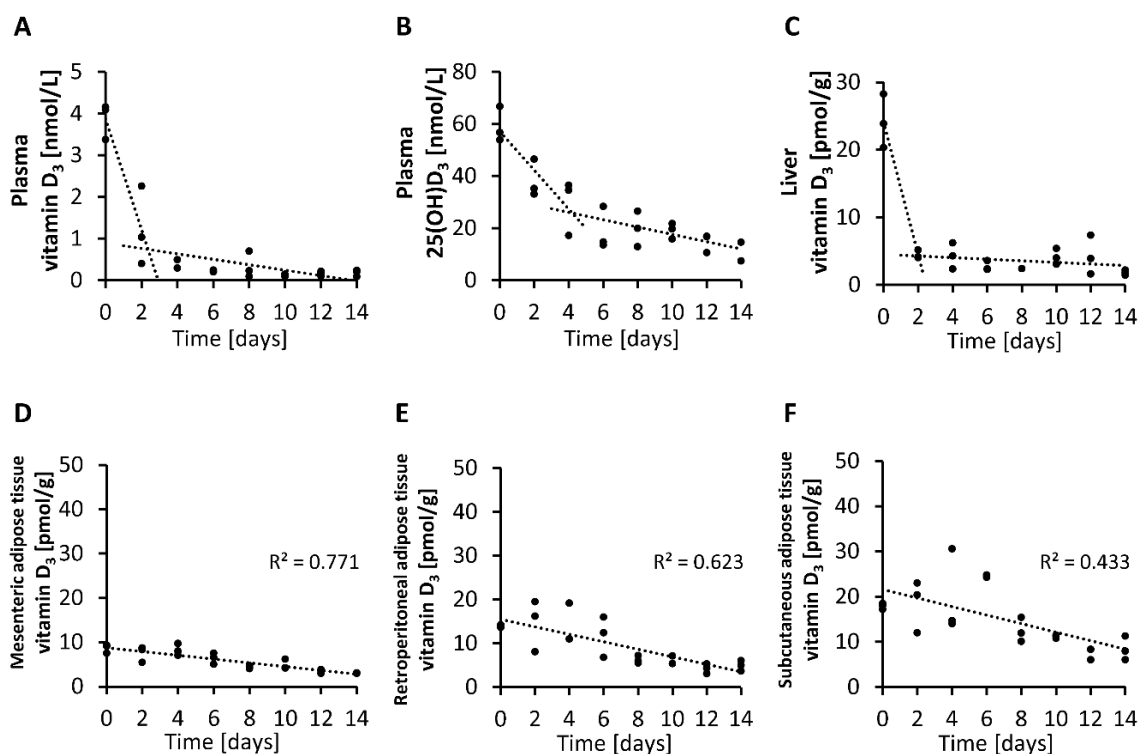 A
Plasma
vitamin D₃ [nmol/L]
5
4
3
2
1
0
0 2 4 6 8 10 12 14
Time [days]
B
Plasma
25(OH)D₃ [nmol/L]
80
60
40
20
0
0 2 4 6 8 10 12 14
Time [days]
C
Liver
vitamin D₃ [pmol/g]
30
20
10
0
0 2 4 6 8 10 12 14
Time [days]
D
Mesenteric adipose tissue
vitamin D₃ [pmol/g]
50
40
30
20
10
0
R² = 0.771
0 2 4 6 8 10 12 14
Time [days]
E
Retroperitoneal adipose tissue
vitamin D₃ [pmol/g]
50
40
30
20
10
0
R² = 0.623
0 2 4 6 8 10 12 14
Time [days]
F
Subcutaneous adipose tissue
vitamin D₃ [pmol/g]
50
40
30
20
10
0
R² = 0.433
0 2 4 6 8 10 12 14
Time [days]